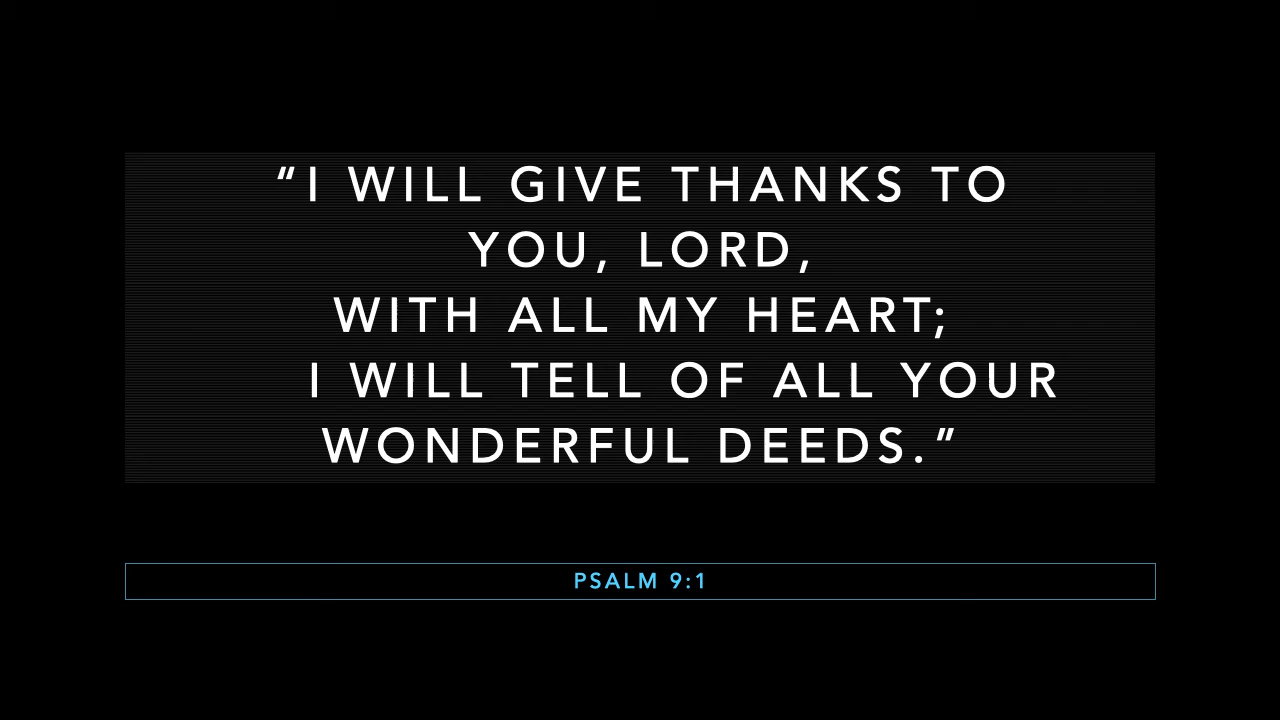 “I WILL GIVE THANKS TO
YOU, LORD,
WITH ALL MY HEART;
I WILL TELL OF ALL YOUR
WONDERFUL DEEDS.”
PSALM 9:1